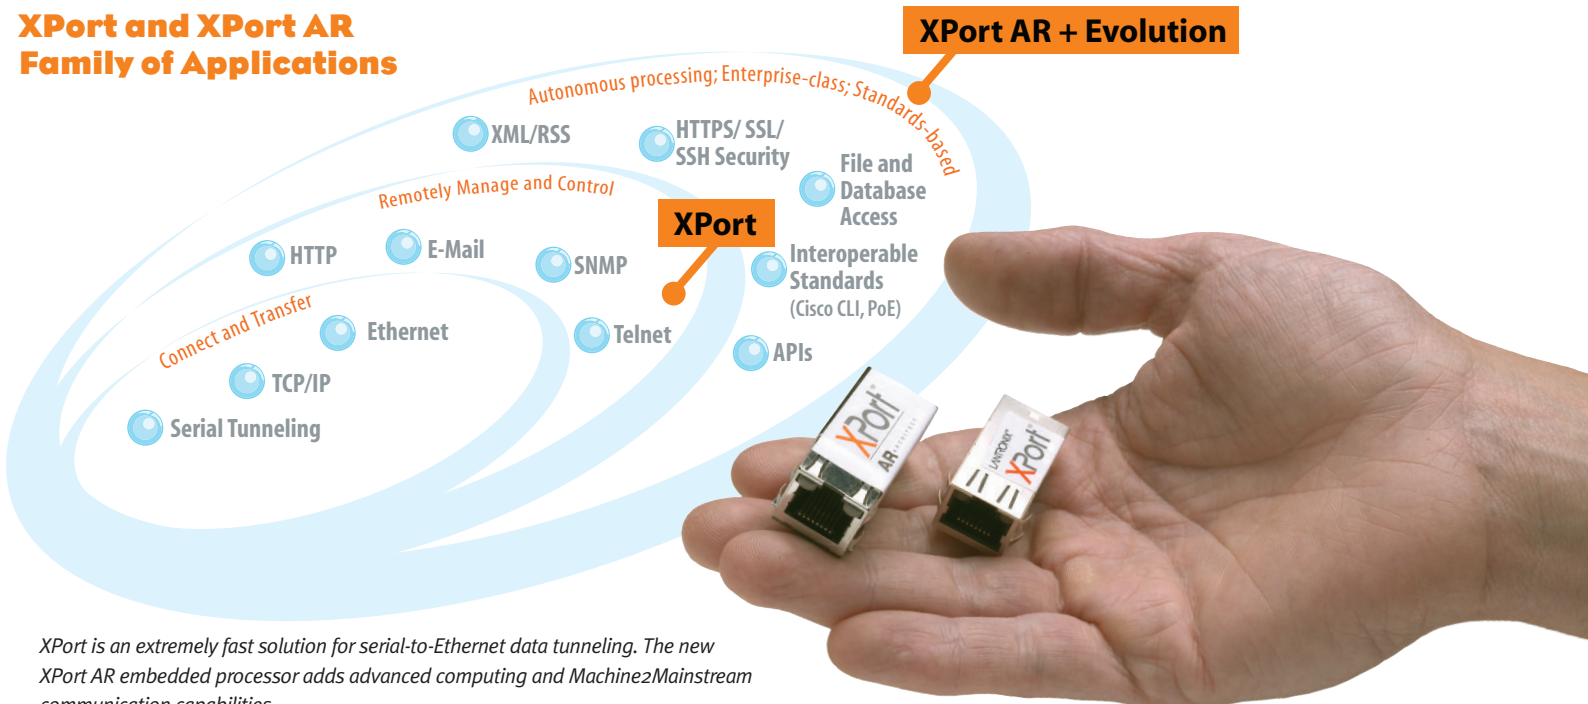 XPort and XPort AR
Family of Applications
XPort AR + Evolution
Autonomous processing; Enterprise-class; Standards-based
XML/RSS
HTTPS/ SSL/
SSH Security
File and
Database
Access
Remotely Manage and Control
XPort
HTTP
E-Mail
SNMP
Interoperable
Standards
(Cisco CLI, PoE)
Connect and Transfer
Ethernet
Telnet
APIs
TCP/IP
Serial Tunneling
XPort®
AR
LANTRONIX®
XPort®
XPort is an extremely fast solution for serial-to-Ethernet data tunneling. The new
XPort AR embedded processor adds advanced computing and Machine2Mainstream
communication capabilities